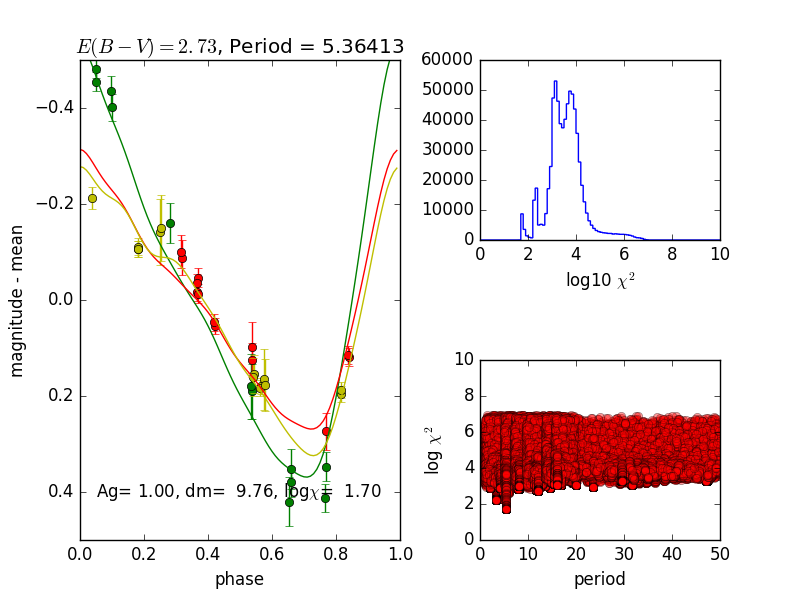 E(B − V) = 2.73, Period = 5.36413
−0.4
−0.2
0.0
0.2
0.4
magnitude - mean
Ag= 1.00, dm= 9.76, logχ= 1.70
0.0 0.2 0.4 0.6 0.8 1.0
phase
60000
50000
40000
30000
20000
10000
0
0 2 4 6 8 10
log10 χ²
10
8
6
4
2
0
log χ²
0 10 20 30 40 50
period